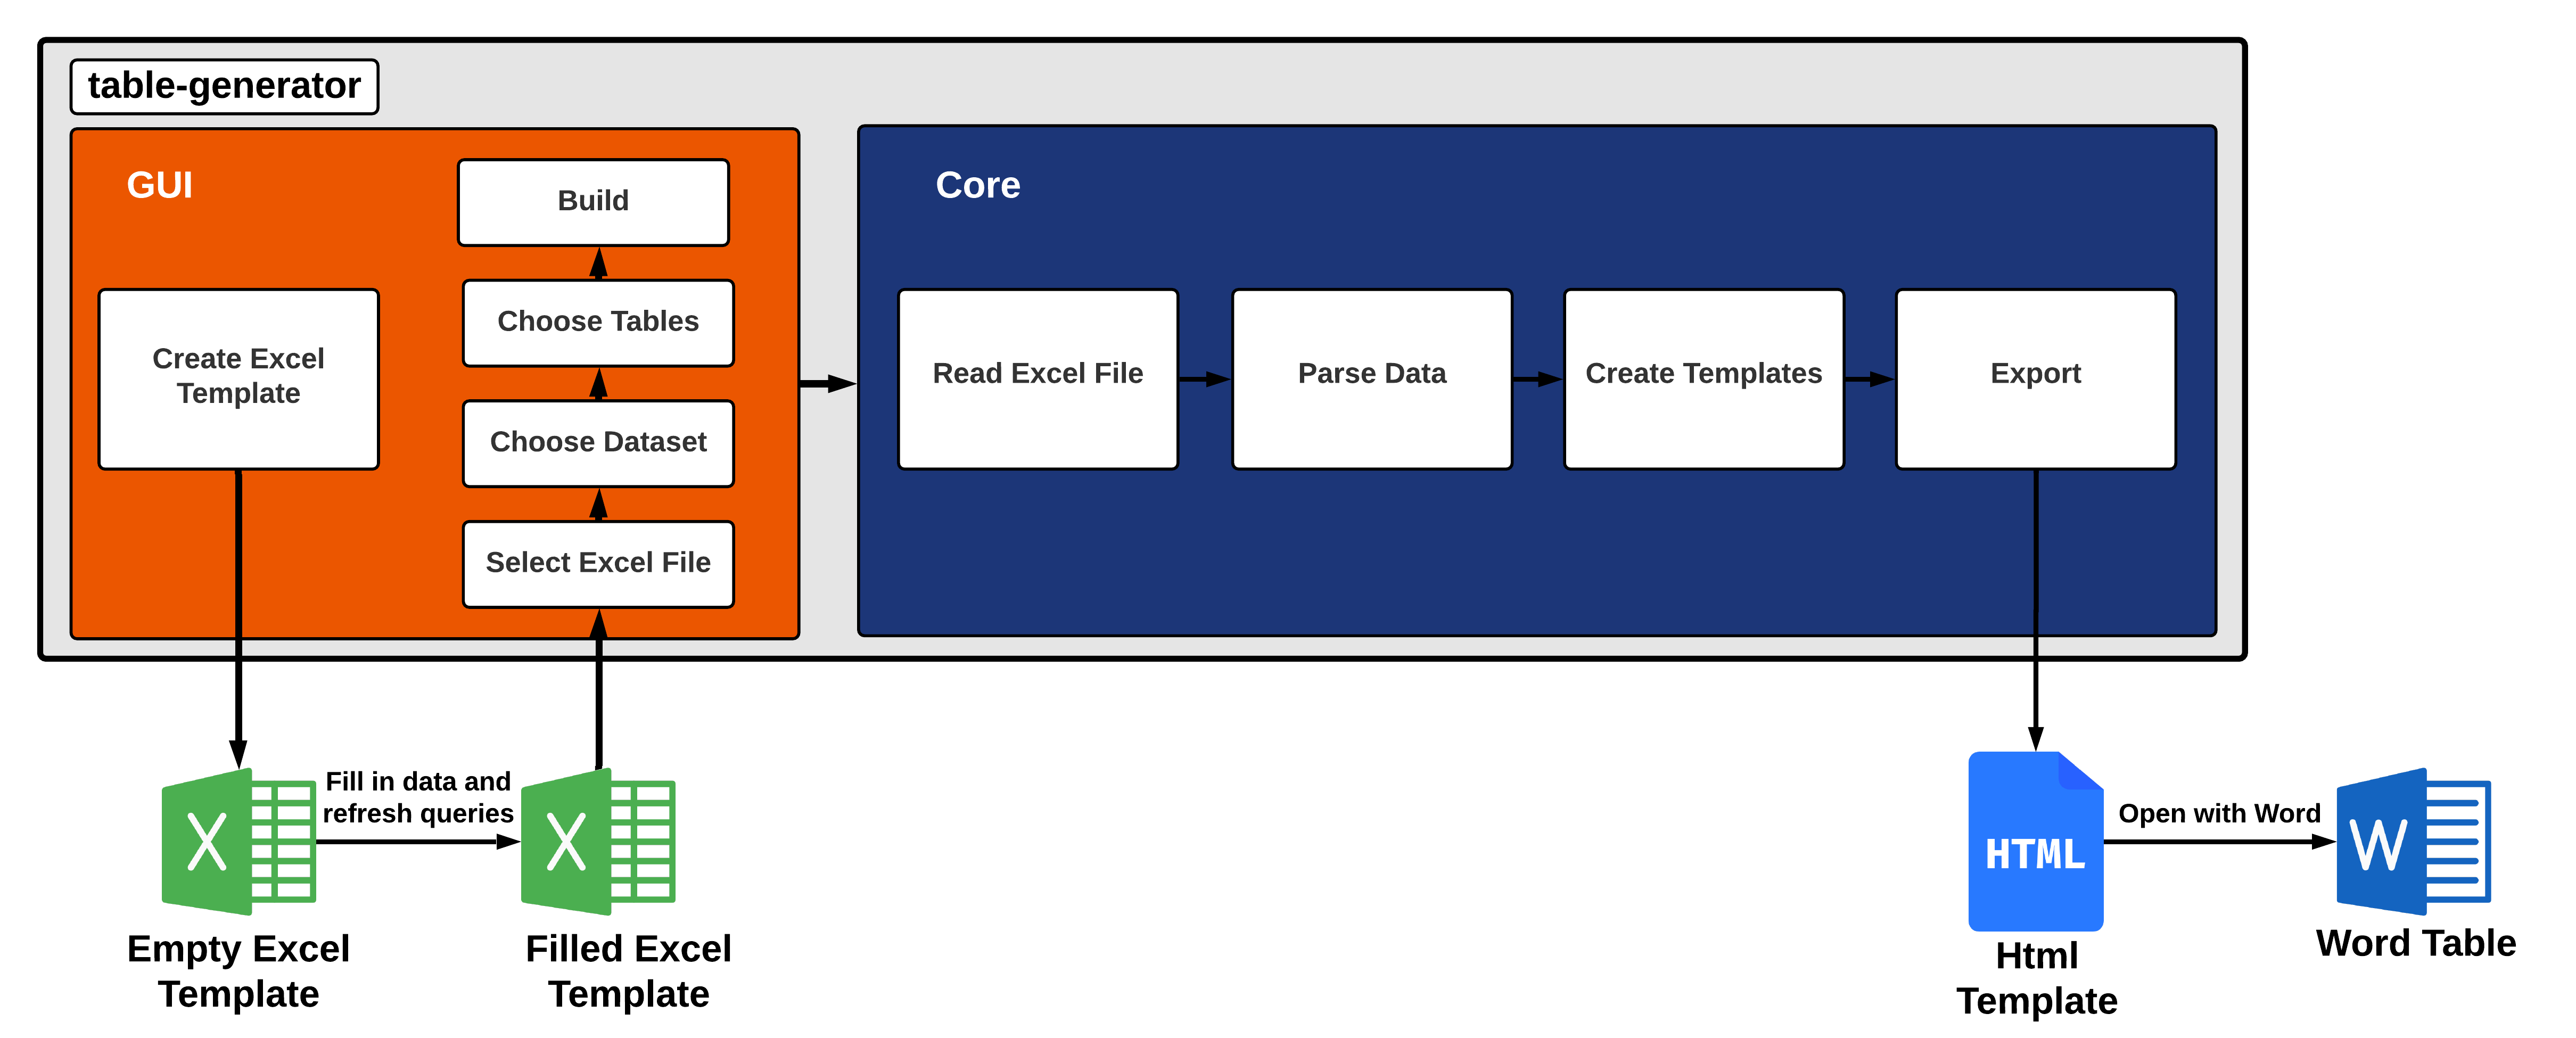 table-generator
GUI
Build
Choose Tables
Choose Dataset
Select Excel File
Create Excel
Template
Core
Read Excel File
Parse Data
Create Templates
Export
Fill in data and
refresh queries
X
X
Empty Excel
Template
Filled Excel
Template
HTML
Html
Template
Open with Word
W
Word Table